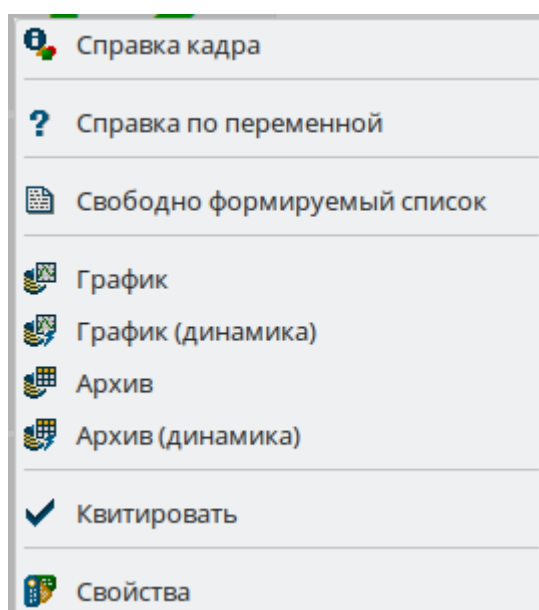 Справка кадра
Справка по переменной
Свободно формируемый список
График
График (динамика)
Архив
Архив (динамика)
Квитировать
Свойства